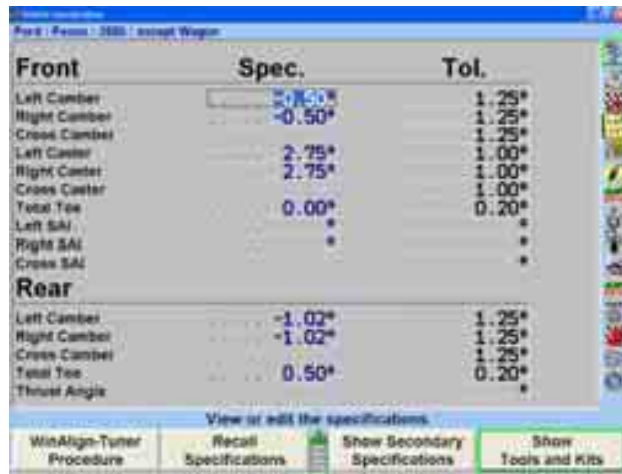 Ford / Focus / 2005 / except Wagon
Front Spec. Tol.
Left Camber -0.50° 1.25°
Right Camber -0.50° 1.25°
Cross Camber 1.25°
Left Caster 2.75° 1.00°
Right Caster 2.75° 1.00°
Cross Caster 1.00°
Total Toe 0.00° 0.20°
Left SAI ° °
Right SAI ° °
Cross SAI °
Rear
Left Camber -1.02° 1.25°
Right Camber -1.02° 1.25°
Cross Camber 1.25°
Total Toe 0.50° 0.20°
Thrust Angle °
View or edit the specifications.
WinAlign-Tuner Procedure
Recall Specifications
Show Secondary Specifications
Show Tools and Kits